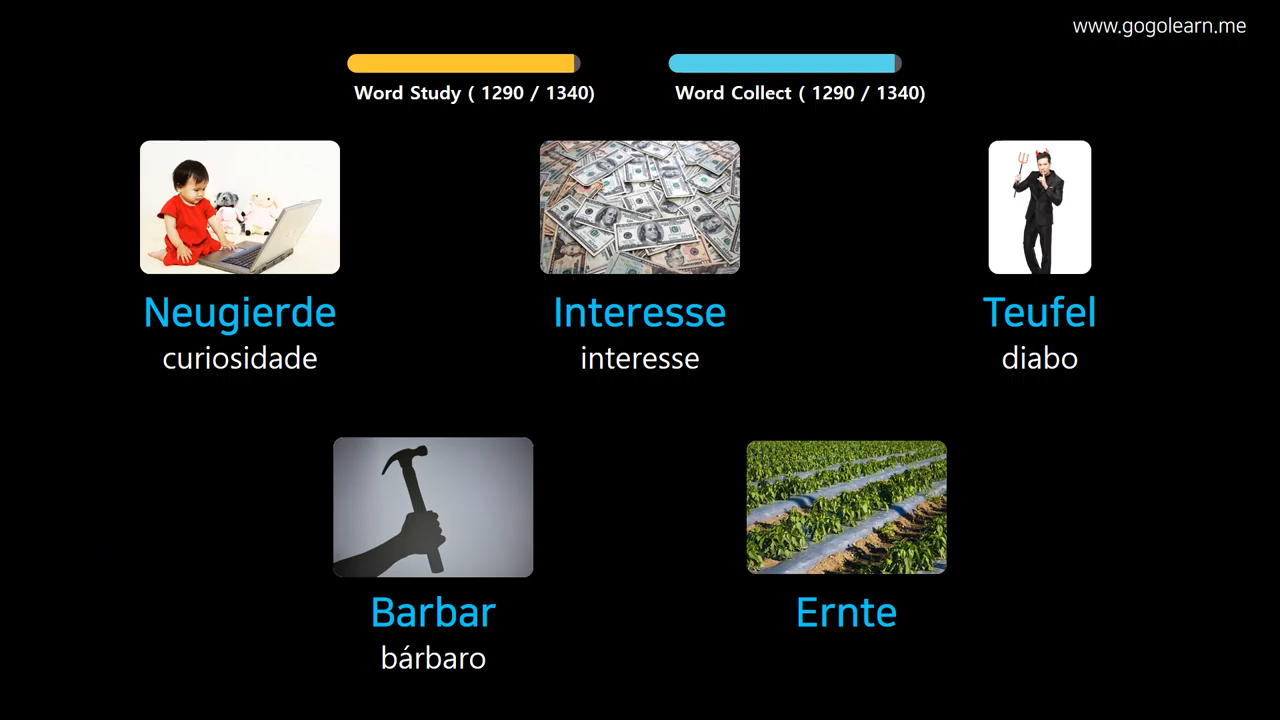 www.gogolearn.me
Word Study ( 1290 / 1340)
Word Collect ( 1290 / 1340)
Neugierde
curiosidade
Interesse
interesse
Teufel
diabo
Barbar
bárbaro
Ernte